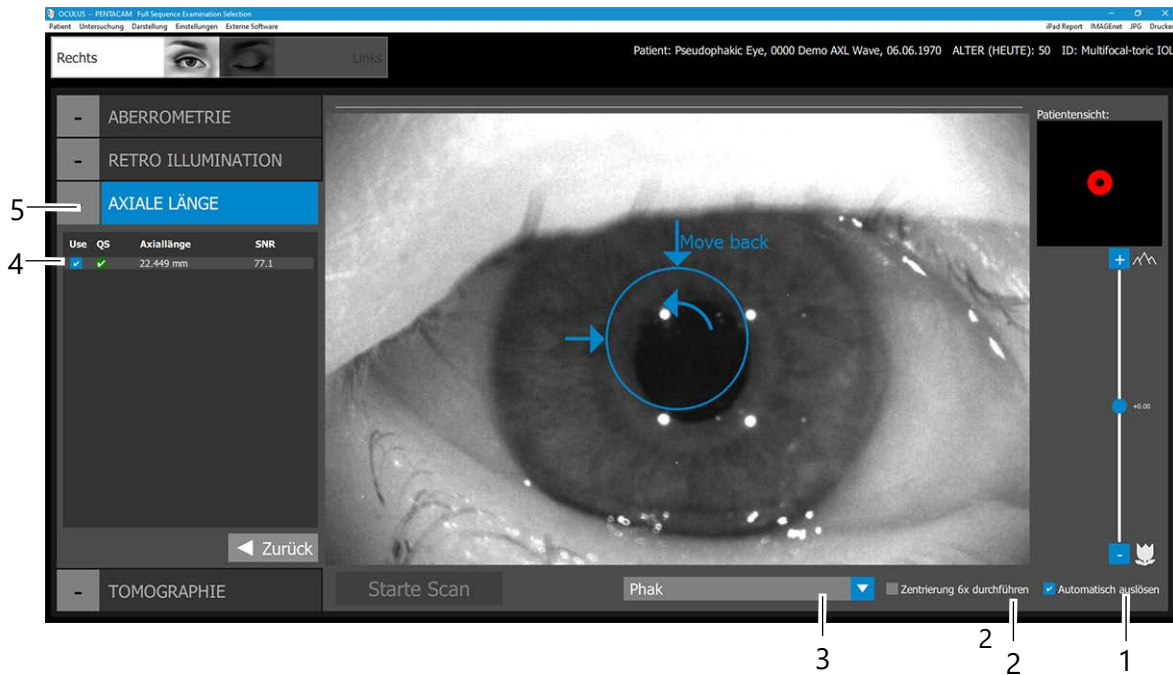 OCULUS - PENTACAM Full Sequence Examination Selection
Patient Untersuchung Darstellung Einstellungen Externe Software iPad Report IMAGEnet JPG Drucken
Rechts
Links
Patient: Pseudophakic Eye, 0000 Demo AXL Wave, 06.06.1970 ALTER (HEUTE): 50 ID: Multifocal-toric IOL
- ABERROMETRIE
Patientensicht:
- RETRO ILLUMINATION
5
AXIALE LÄNGE
Use QS Axiallänge SNR
4
22.449 mm 77.1
Move back
+
+0.00
Zurück
-
- TOMOGRAPHIE
Starte Scan
Phak
Zentrierung 6x durchführen
Automatisch auslösen
3
2
2
1